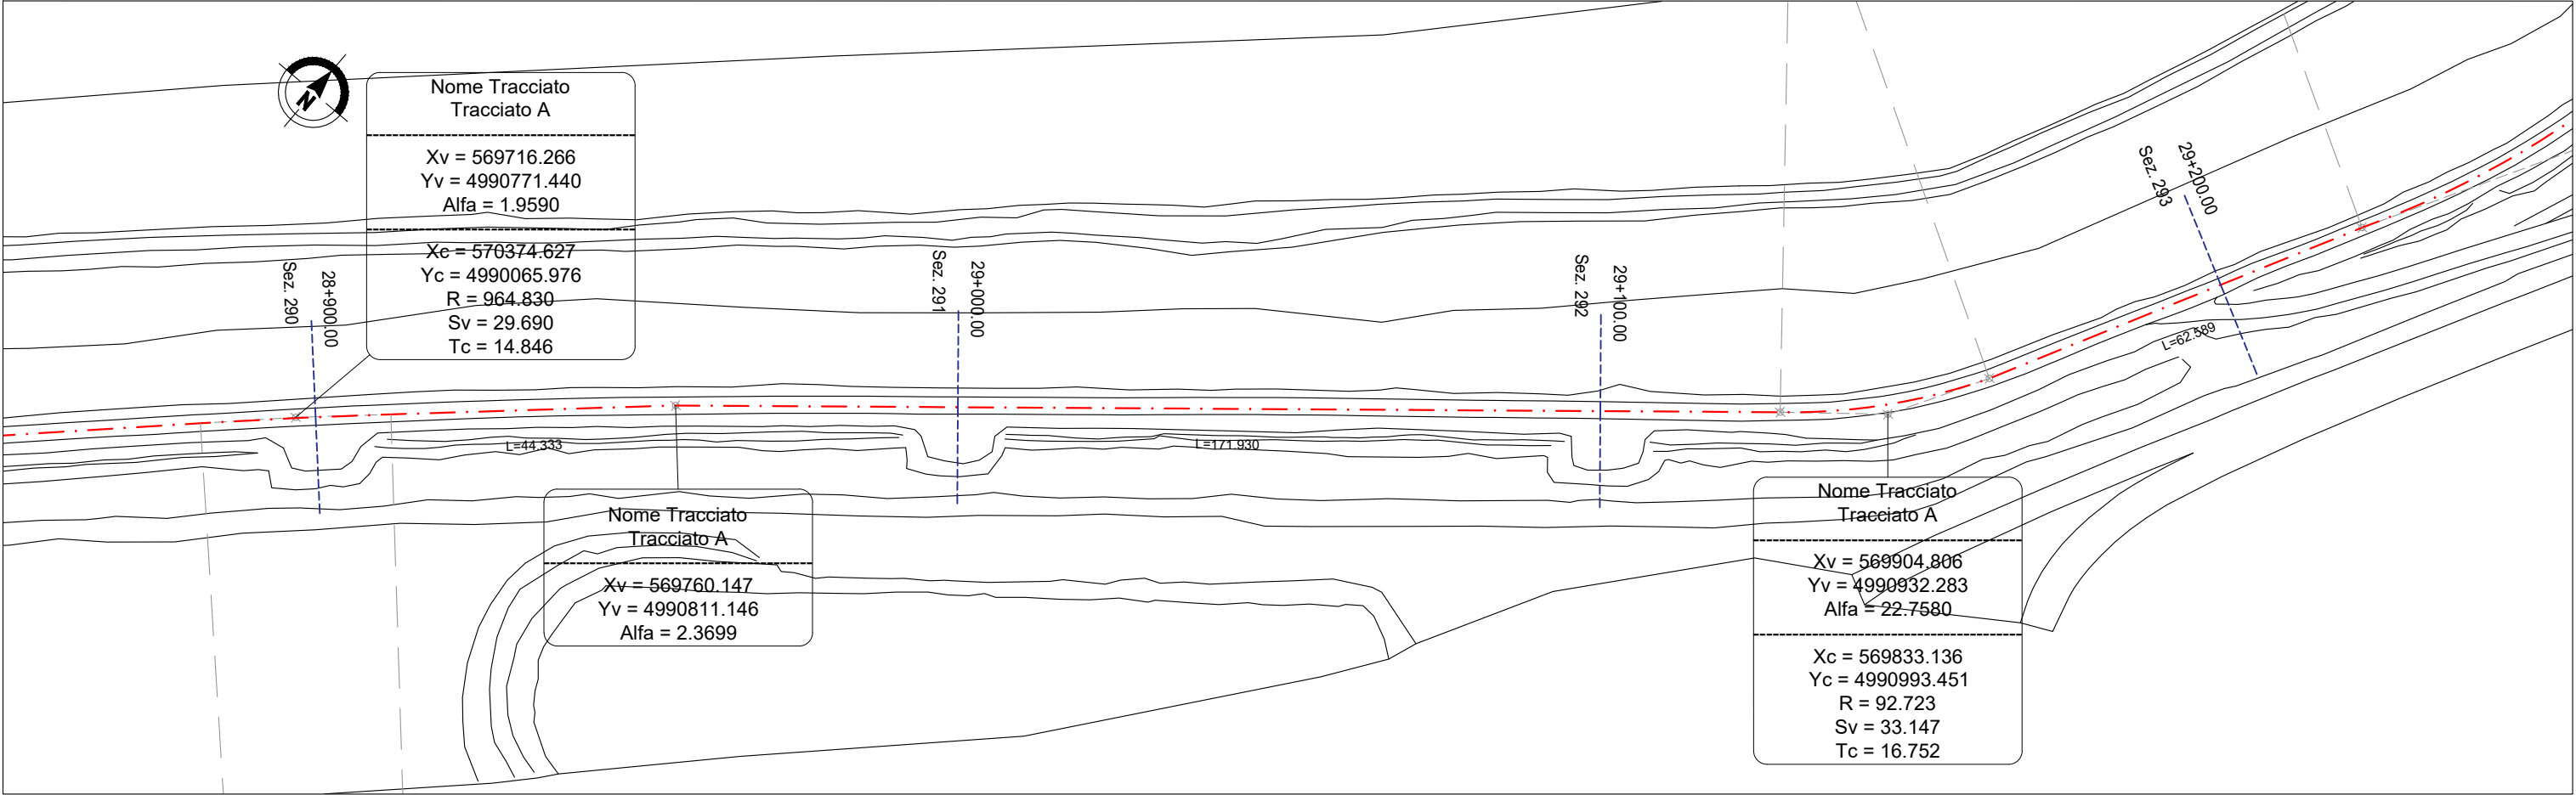 N
Nome Tracciato
Tracciato A
Xv = 569716.266
Yv = 4990771.440
Alfa = 1.9590
Xc = 570374.627
Yc = 4990065.976
R = 964.830
Sv = 29.690
Tc = 14.846
Sez. 290
28+900.00
Sez. 291
29+000.00
Sez. 292
29+100.00
Sez. 293
29+200.00
L=62.589
L=44.333
L=171.930
Nome Tracciato
Tracciato A
Xv = 569760.147
Yv = 4990811.146
Alfa = 2.3699
Nome Tracciato
Tracciato A
Xv = 569904.806
Yv = 4990932.283
Alfa = 22.7580
Xc = 569833.136
Yc = 4990993.451
R = 92.723
Sv = 33.147
Tc = 16.752